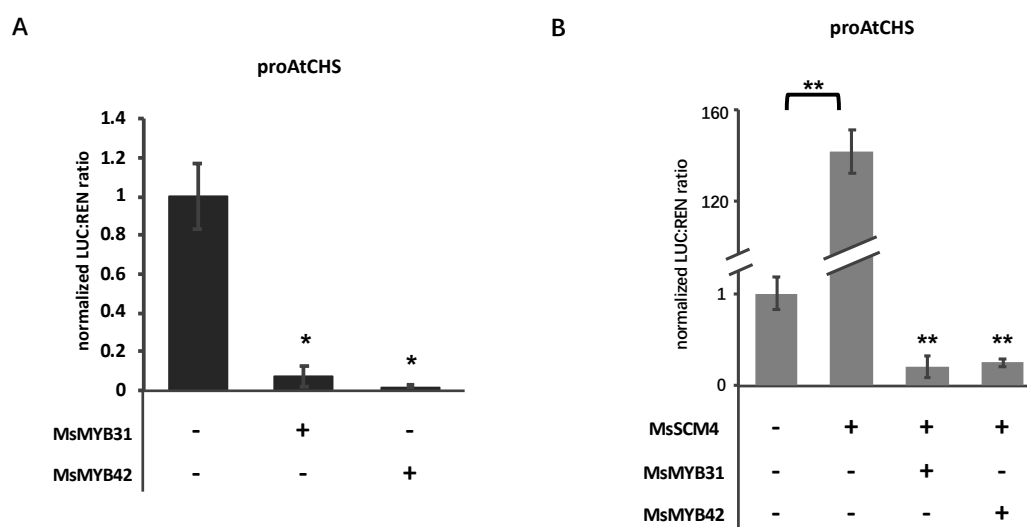 A
proAtCHS
normalized LUC:REN ratio
1.4
1.2
1
0.8
0.6
0.4
0.2
0
*
*
MsMYB31 - + -
MsMYB42 - - +
B
proAtCHS
**
normalized LUC:REN ratio
160
120
1
0
**
**
MsSCM4 - + + +
MsMYB31 - - + -
MsMYB42 - - - +